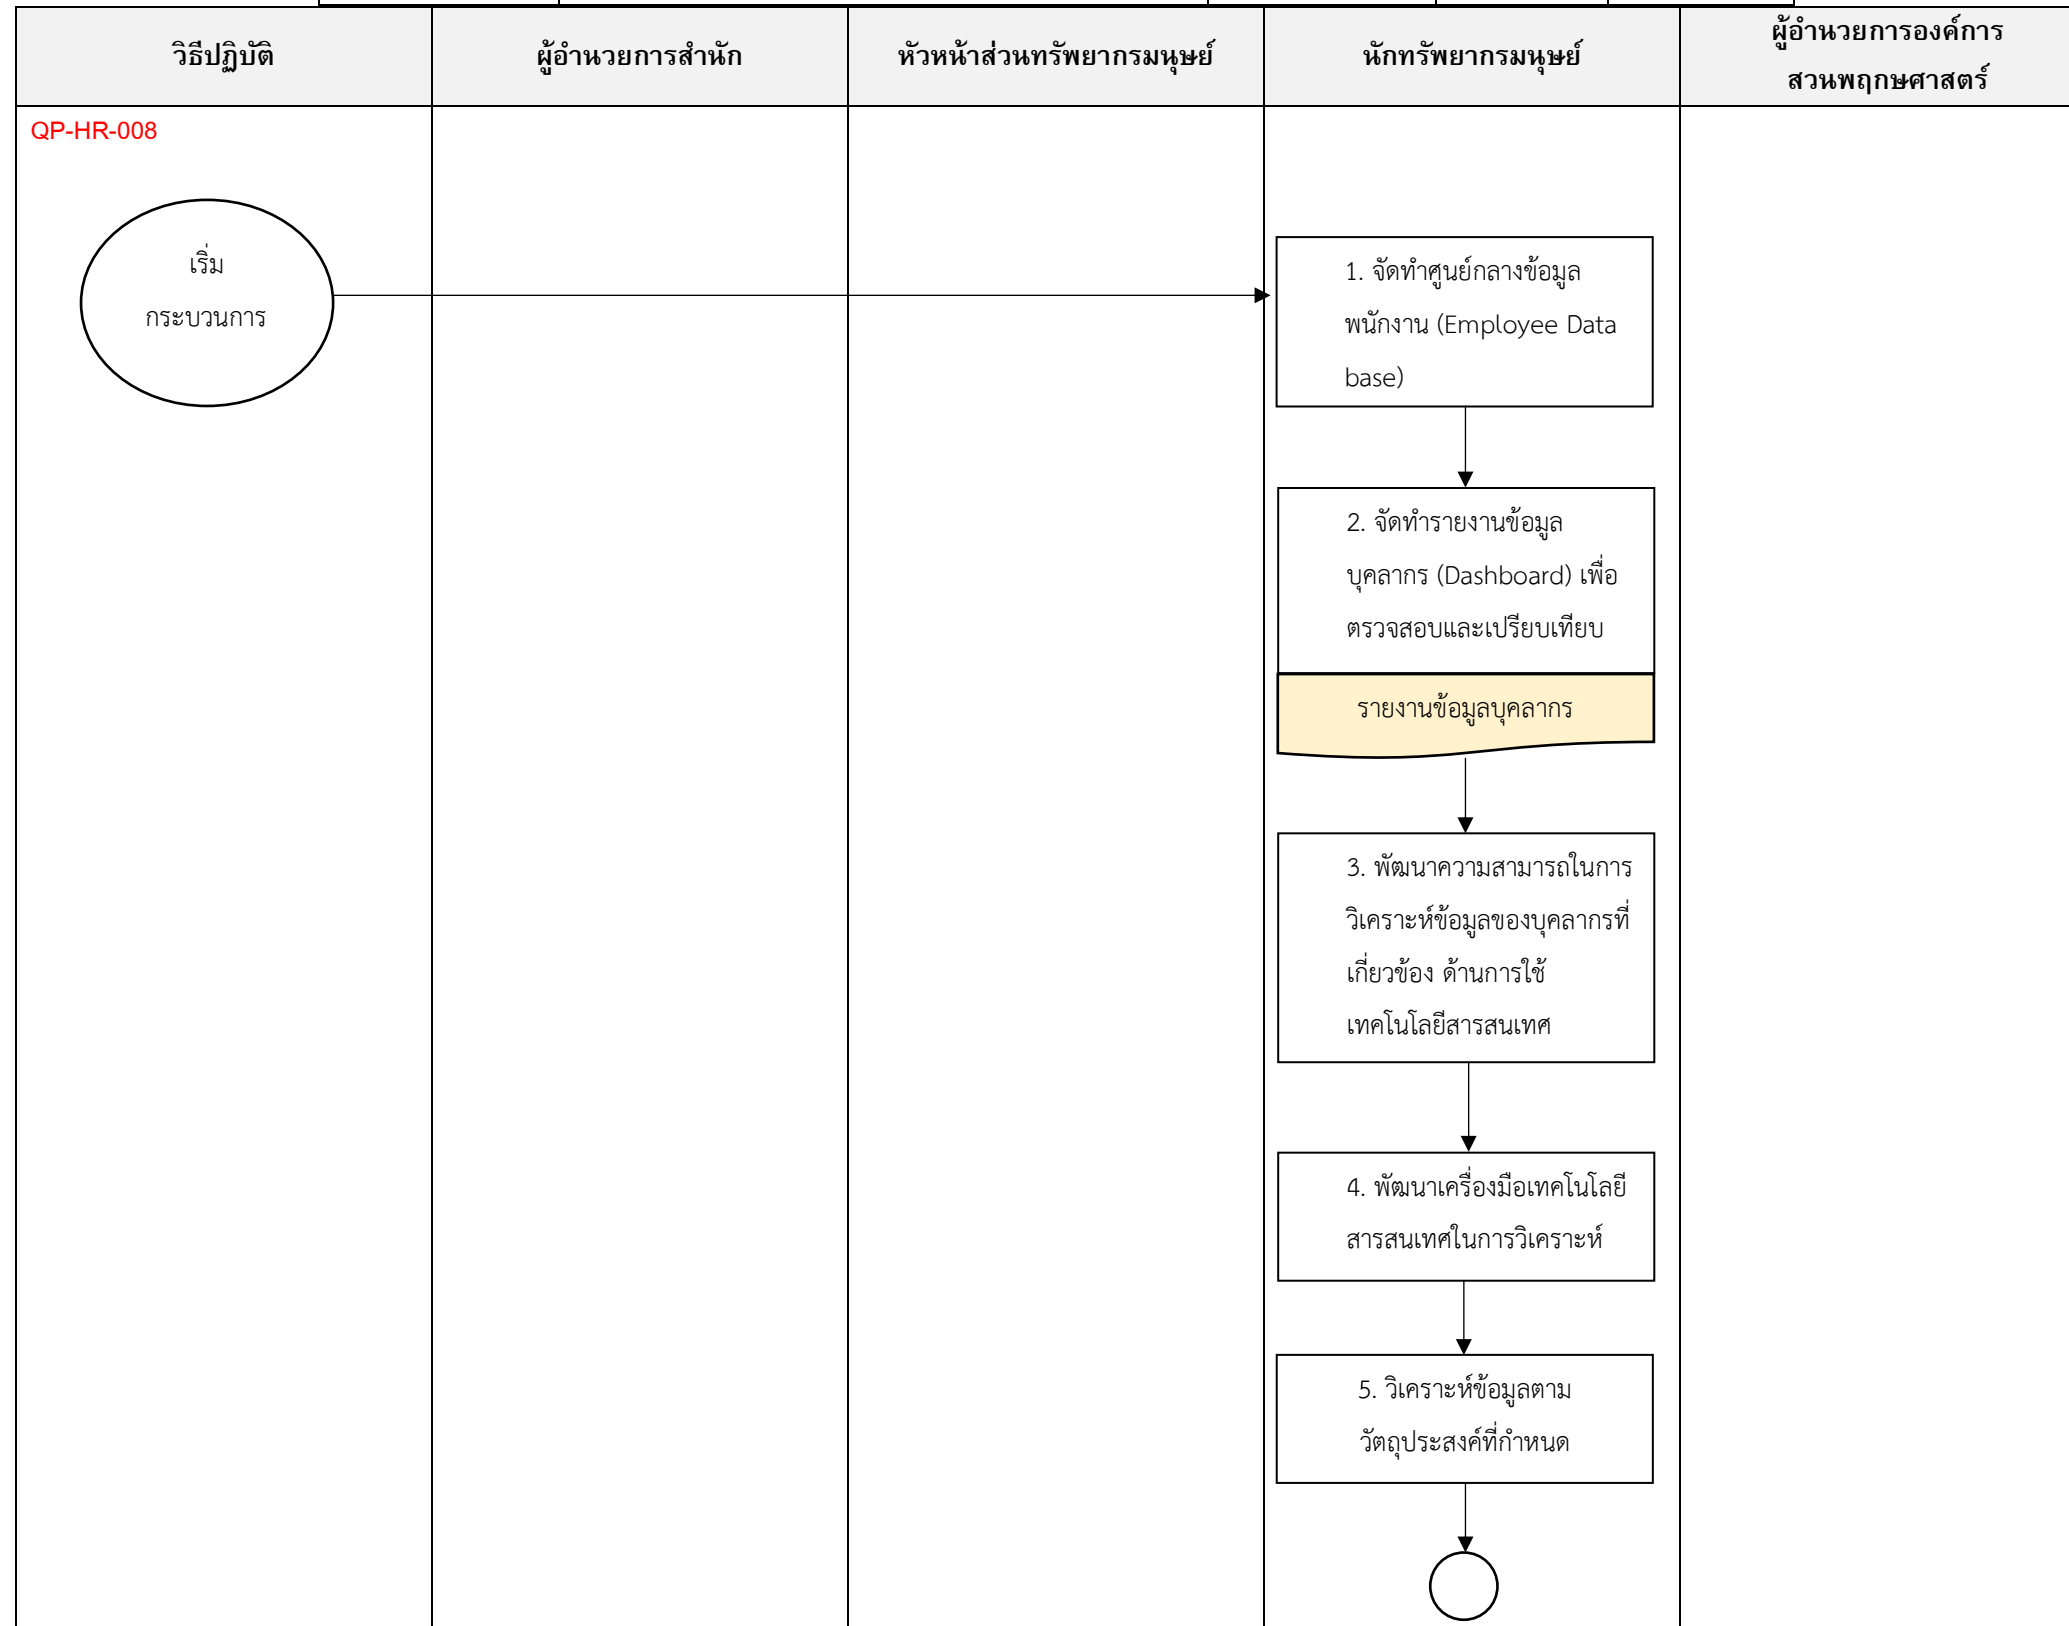 วิธีปฏิบัติ
ผู้อำนวยการสำนัก
หัวหน้าส่วนทรัพยากรมนุษย์
นักทรัพยากรมนุษย์
ผู้อำนวยการองค์การ
สวนพฤกษศาสตร์
QP-HR-008
เริ่ม
กระบวนการ
1. จัดทำศูนย์กลางข้อมูล
พนักงาน (Employee Data
base)
2. จัดทำรายงานข้อมูล
บุคลากร (Dashboard) เพื่อ
ตรวจสอบและเปรียบเทียบ
รายงานข้อมูลบุคลากร
3. พัฒนาความสามารถในการ
วิเคราะห์ข้อมูลของบุคลากรที่
เกี่ยวข้อง ด้านการใช้
เทคโนโลยีสารสนเทศ
4. พัฒนาเครื่องมือเทคโนโลยี
สารสนเทศในการวิเคราะห์
5. วิเคราะห์ข้อมูลตาม
วัตถุประสงค์ที่กำหนด